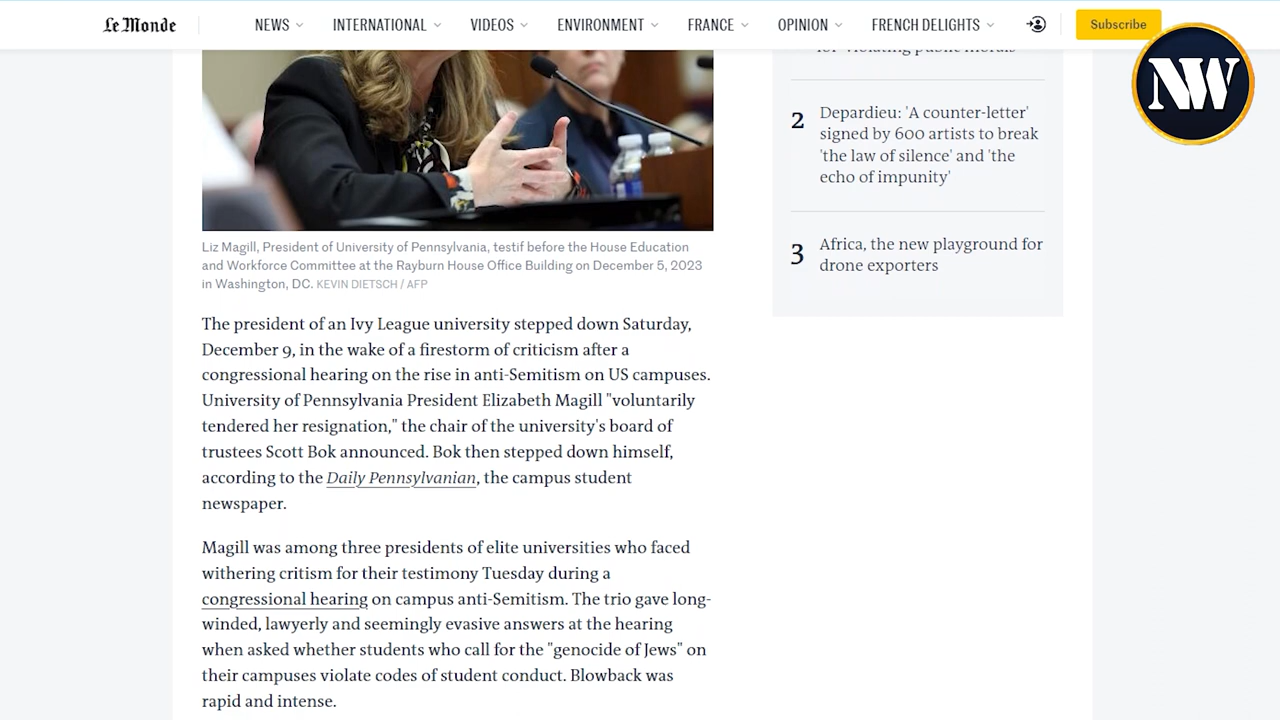 Le Monde
NEWS
INTERNATIONAL
VIDEOS
ENVIRONMENT
FRANCE
OPINION
FRENCH DELIGHTS
Subscribe
NW
for 'violating public morals'
2
Depardieu: 'A counter-letter'
signed by 600 artists to break
'the law of silence' and 'the
echo of impunity'
3
Africa, the new playground for
drone exporters
Liz Magill, President of University of Pennsylvania, testif before the House Education
and Workforce Committee at the Rayburn House Office Building on December 5, 2023
in Washington, DC. KEVIN DIETSCH / AFP
The president of an Ivy League university stepped down Saturday,
December 9, in the wake of a firestorm of criticism after a
congressional hearing on the rise in anti-Semitism on US campuses.
University of Pennsylvania President Elizabeth Magill "voluntarily
tendered her resignation," the chair of the university's board of
trustees Scott Bok announced. Bok then stepped down himself,
according to the Daily Pennsylvanian, the campus student
newspaper.
Magill was among three presidents of elite universities who faced
withering critism for their testimony Tuesday during a
congressional hearing on campus anti-Semitism. The trio gave long-
winded, lawyerly and seemingly evasive answers at the hearing
when asked whether students who call for the "genocide of Jews" on
their campuses violate codes of student conduct. Blowback was
rapid and intense.